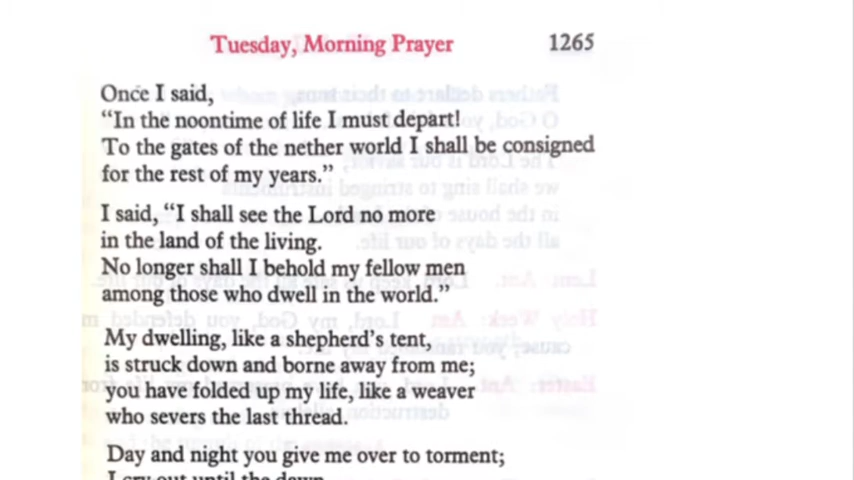 Tuesday, Morning Prayer 1265
Once I said,
“In the noontime of life I must depart!
To the gates of the nether world I shall be consigned
for the rest of my years.”
I said, “I shall see the Lord no more
in the land of the living.
No longer shall I behold my fellow men
among those who dwell in the world.”
My dwelling, like a shepherd’s tent,
is struck down and borne away from me;
you have folded up my life, like a weaver
who severs the last thread.
Day and night you give me over to torment;
I cry out until the dawn.